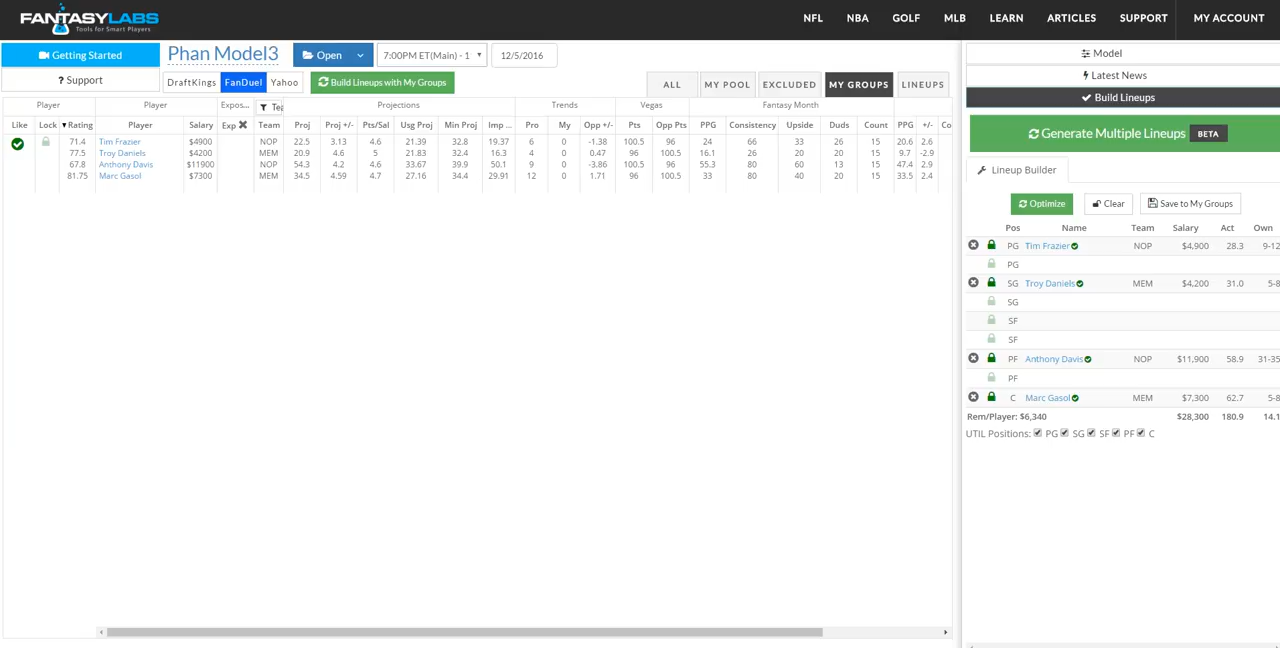 FANTASYLABS
Tools for Smart Players
NFL NBA GOLF MLB LEARN ARTICLES SUPPORT MY ACCOUNT
Getting Started
? Support
Phan Model3
Open
7:00PM ET(Main) - 1
12/5/2016
DraftKings FanDuel Yahoo
Build Lineups with My Groups
ALL MY POOL EXCLUDED MY GROUPS LINEUPS
Player Player Expos... Projections Trends Vegas Fantasy Month
Like Lock Rating Player Salary Exp Team Proj Proj +/- Pts/Sal Usg Proj Min Proj Imp ... Pro My Opp +/- Pts Opp Pts PPG Consistency Upside Duds Count PPG +/- Co
71.4 Tim Frazier $4900 NOP 22.5 3.13 4.6 21.39 32.8 19.37 6 0 -1.38 100.5 96 24 66 33 26 15 20.6 2.6
77.5 Troy Daniels $4200 MEM 20.9 4.6 5 21.83 32.4 16.3 4 0 0.47 96 100.5 16.1 26 20 20 15 9.7 -2.9
67.8 Anthony Davis $11900 NOP 54.3 4.2 4.6 33.67 39.9 50.1 9 0 -3.86 100.5 96 55.3 80 60 13 15 47.4 2.9
81.75 Marc Gasol $7300 MEM 34.5 4.59 4.7 27.16 34.4 29.91 12 0 1.71 96 100.5 33 80 40 20 15 33.5 2.4
Model
Latest News
Build Lineups
Generate Multiple Lineups BETA
Lineup Builder
Optimize Clear Save to My Groups
Pos Name Team Salary Act Own
PG Tim Frazier NOP $4,900 28.3 9-12
PG
SG Troy Daniels MEM $4,200 31.0 5-8
SG
SF
SF
PF Anthony Davis NOP $11,900 58.9 31-35
PF
C Marc Gasol MEM $7,300 62.7 5-8
Rem/Player: $6,340 $28,300 180.9 14.1
UTIL Positions: PG SG SF PF C